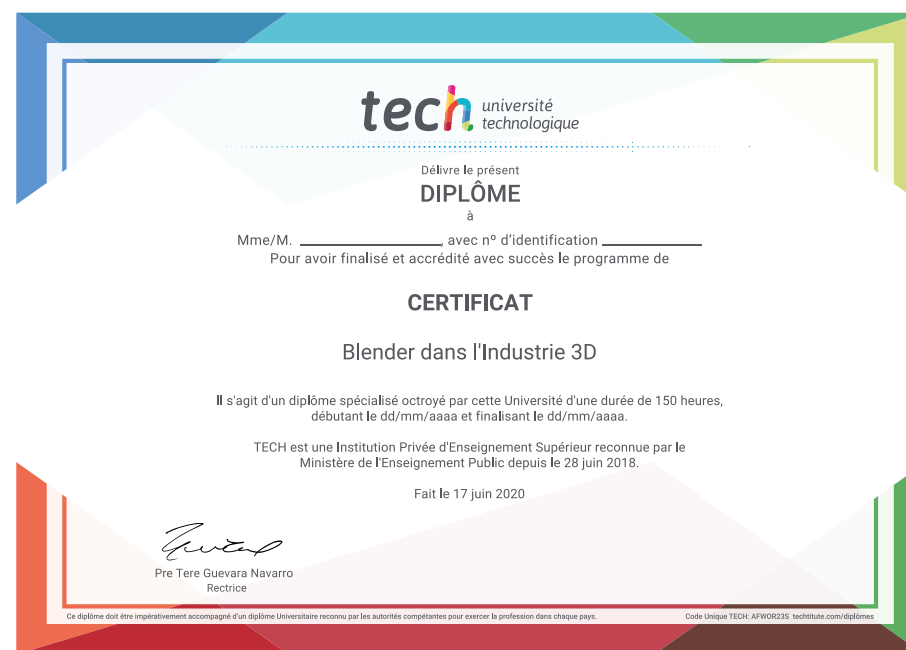 tech université
technologique
Délivre le présent
DIPLÔME
à
Mme/M. ____________________, avec nº d'identification ______________
Pour avoir finalisé et accrédité avec succès le programme de
CERTIFICAT
Blender dans l'Industrie 3D
Il s'agit d'un diplôme spécialisé octroyé par cette Université d'une durée de 150 heures,
débutant le dd/mm/aaaa et finalisant le dd/mm/aaaa.
TECH est une Institution Privée d'Enseignement Supérieur reconnue par le
Ministère de l'Enseignement Public depuis le 28 juin 2018.
Fait le 17 juin 2020
Pre Tere Guevara Navarro
Rectrice
Ce diplôme doit être impérativement accompagné d'un diplôme Universitaire reconnu par les autorités compétantes pour exercer la profession dans chaque pays. Code Unique TECH: AFWOR23S techtitute.com/diplômes